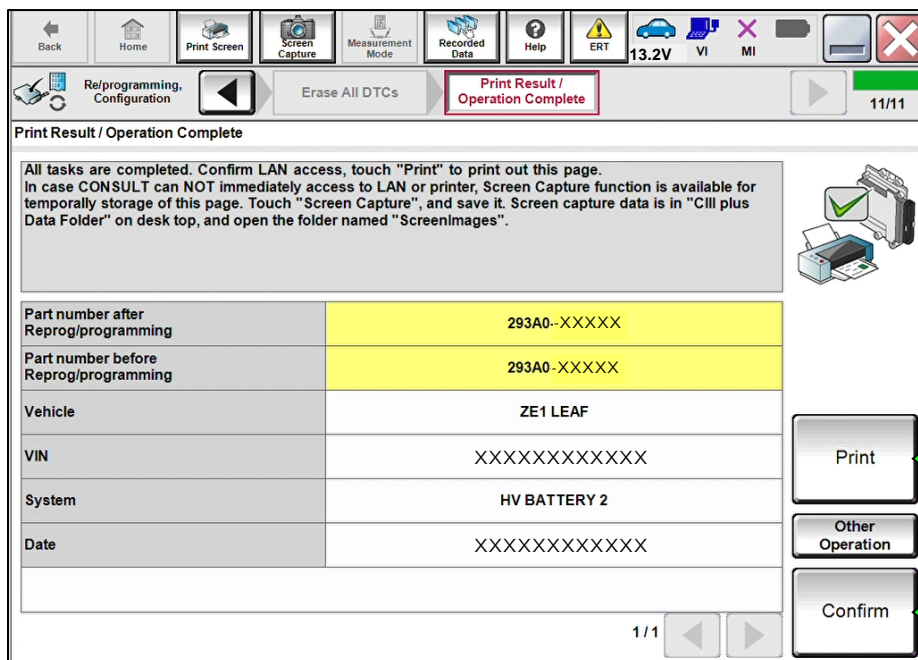 Back
Home
Print Screen
Screen
Capture
Measurement
Mode
Recorded
Data
Help
ERT
13.2V
VI
MI
Re/programming,
Configuration
Erase All DTCs
Print Result /
Operation Complete
11/11
Print Result / Operation Complete
All tasks are completed. Confirm LAN access, touch "Print" to print out this page.
In case CONSULT can NOT immediately access to LAN or printer, Screen Capture function is available for
temporally storage of this page. Touch "Screen Capture", and save it. Screen capture data is in "CIII plus
Data Folder" on desk top, and open the folder named "ScreenImages".
Part number after
Reprog/programming
293A0--XXXXX
Part number before
Reprog/programming
293A0-XXXXX
Vehicle
ZE1 LEAF
VIN
XXXXXXXXXXXX
System
HV BATTERY 2
Date
XXXXXXXXXXXX
Print
Other
Operation
Confirm
1/1